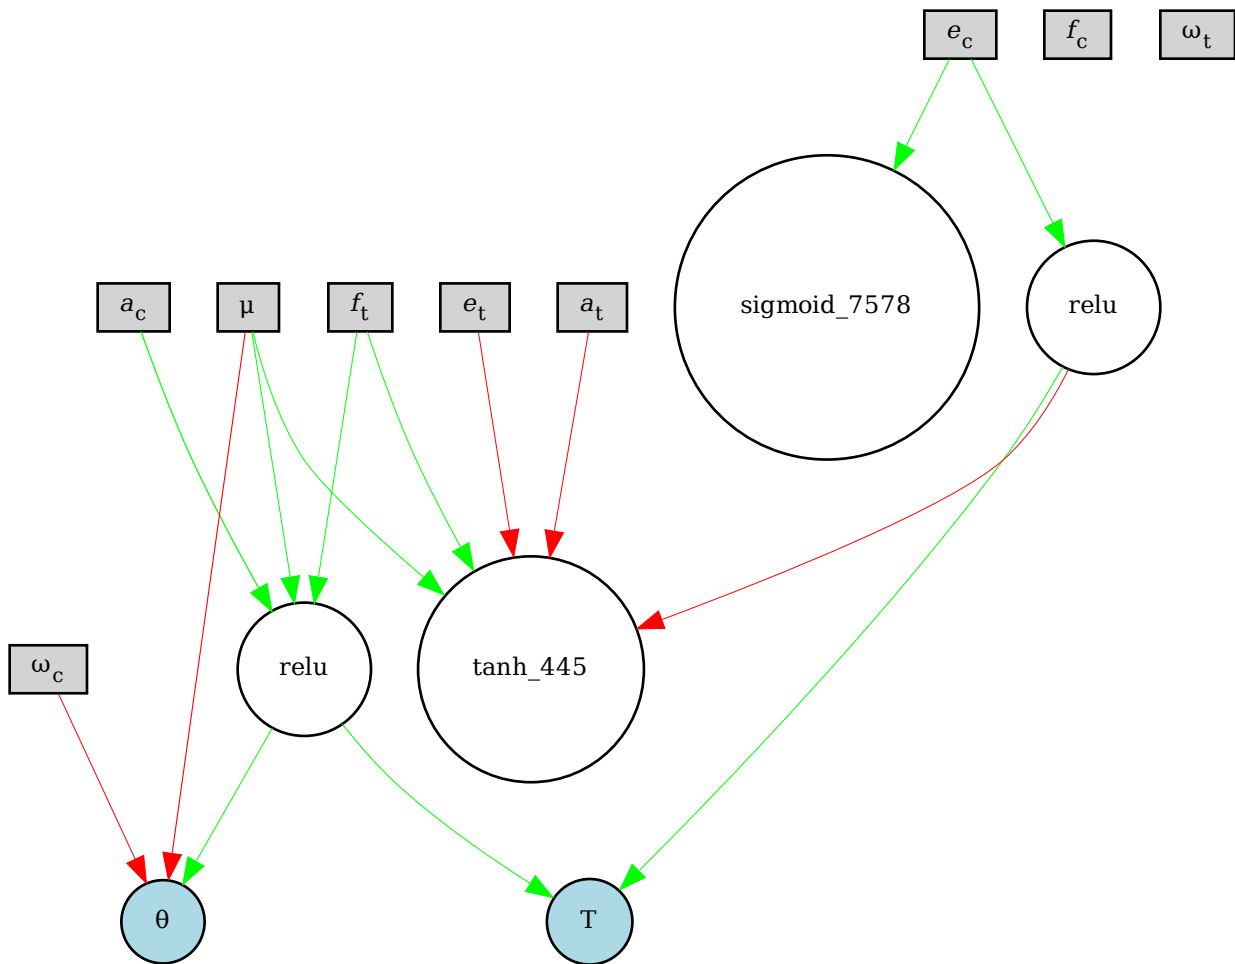 e_c
f_c
ω_t
a_c
μ
f_t
e_t
a_t
sigmoid_7578
relu
ω_c
relu
tanh_445
θ
T